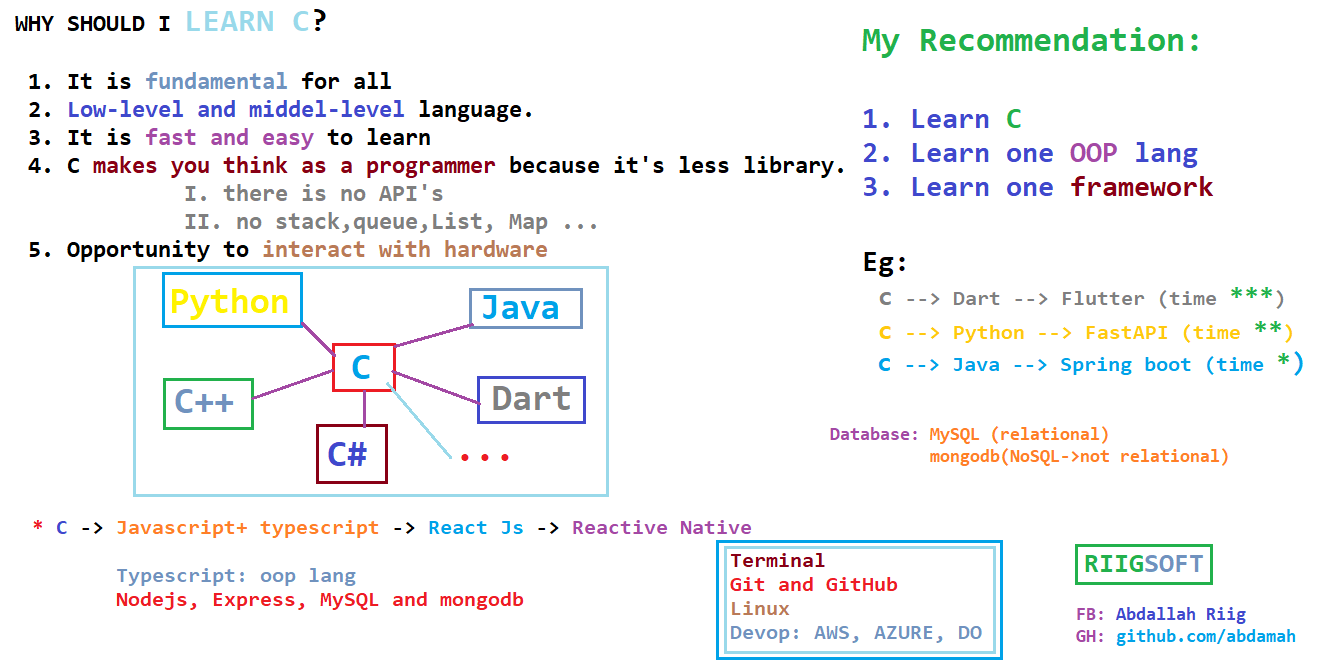 WHY SHOULD I LEARN C?
1. It is fundamental for all
2. Low-level and middel-level language.
3. It is fast and easy to learn
4. C makes you think as a programmer because it's less library.
I. there is no API's
II. no stack,queue,List, Map ...
5. Opportunity to interact with hardware
Python
Java
C
C++
Dart
C#
...
* C -> Javascript+ typescript -> React Js -> Reactive Native
Typescript: oop lang
Nodejs, Express, MySQL and mongodb
My Recommendation:
1. Learn C
2. Learn one OOP lang
3. Learn one framework
Eg:
c --> Dart --> Flutter (time ***)
c --> Python --> FastAPI (time **)
c --> Java --> Spring boot (time *)
Database: MySQL (relational)
mongodb(NoSQL->not relational)
Terminal
Git and GitHub
Linux
Devop: AWS, AZURE, DO
RIIGSOFT
FB: Abdallah Riig
GH: github.com/abdamah